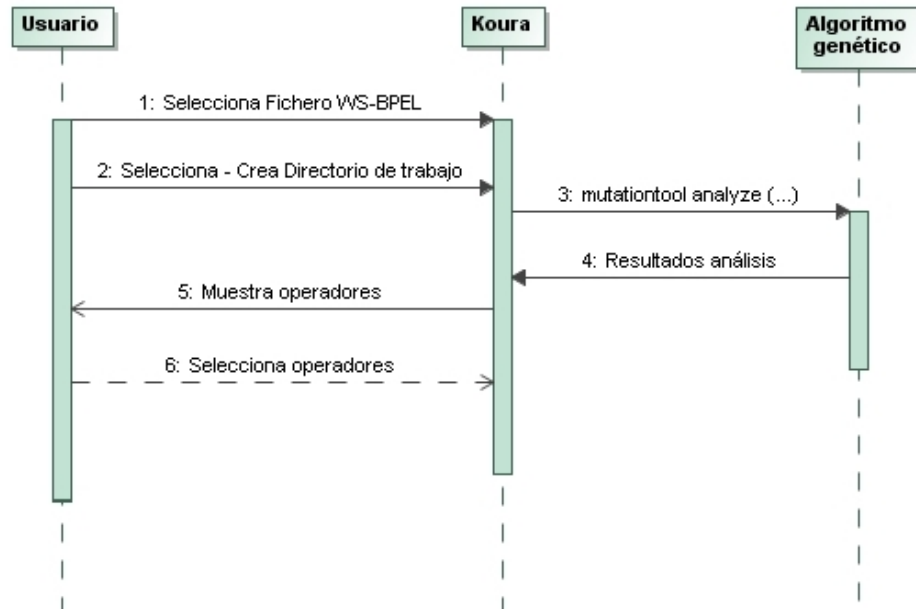 Usuario
Koura
Algoritmo
genético
1: Selecciona Fichero WS-BPEL
2: Selecciona - Crea Directorio de trabajo
3: mutationtool analyze (...)
4: Resultados análisis
5: Muestra operadores
6: Selecciona operadores